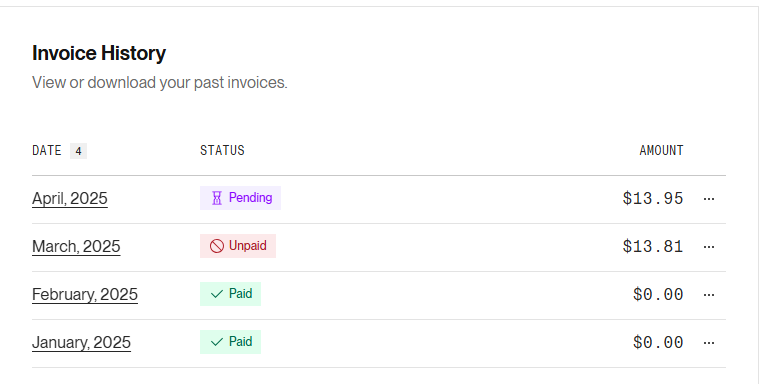 Invoice History
View or download your past invoices.
DATE 4 STATUS AMOUNT
April, 2025 Pending $13.95 ···
March, 2025 Unpaid $13.81 ···
February, 2025 Paid $0.00 ···
January, 2025 Paid $0.00 ···